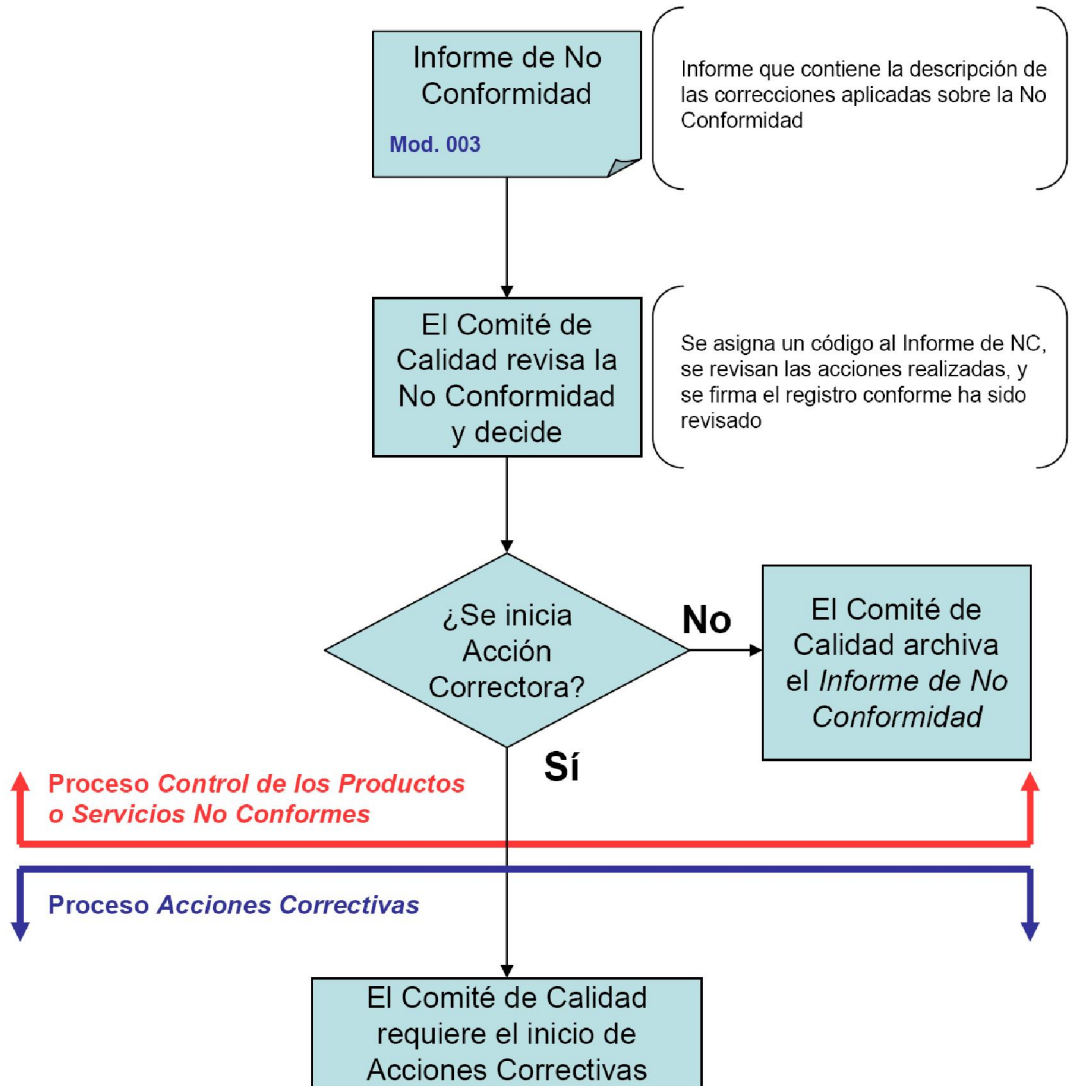 Informe de No
Conformidad
Mod. 003
Informe que contiene la descripción de
las correcciones aplicadas sobre la No
Conformidad
El Comité de
Calidad revisa la
No Conformidad
y decide
Se asigna un código al Informe de NC,
se revisan las acciones realizadas, y
se firma el registro conforme ha sido
revisado
¿Se inicia
Acción
Correctora?
No
El Comité de
Calidad archiva
el Informe de No
Conformidad
Sí
Proceso Control de los Productos
o Servicios No Conformes
Proceso Acciones Correctivas
El Comité de Calidad
requiere el inicio de
Acciones Correctivas